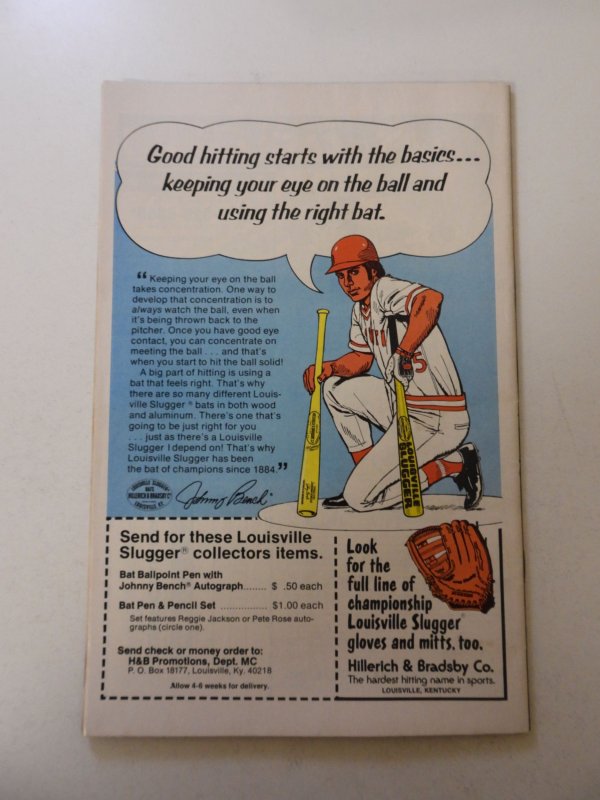 Good hitting starts with the basics...
keeping your eye on the ball and
using the right bat.
“ Keeping your eye on the ball
takes concentration. One way to
develop that concentration is to
always watch the ball, even when
it's being thrown back to the
pitcher. Once you have good eye
contact, you can concentrate on
meeting the ball . . . and that's
when you start to hit the ball solid!
A big part of hitting is using a
bat that feels right. That's why
there are so many different Louis-
ville Slugger ® bats in both wood
and aluminum. There's one that's
going to be just right for you
. . . just as there's a Louisville
Slugger I depend on! That's why
Louisville Slugger has been
the bat of champions since 1884.”
LOUISVILLE SLUGGER
BATS
HILLERICH & BRADSBY Co
LOUISVILLE, KY.
Johnny Bench
5
LOUISVILLE
SLUGGER
Send for these Louisville
Slugger® collectors items.
Bat Ballpoint Pen with
Johnny Bench® Autograph....... $ .50 each
Bat Pen & Pencil Set ................ $1.00 each
Set features Reggie Jackson or Pete Rose auto-
graphs (circle one).
Send check or money order to:
H&B Promotions, Dept. MC
P. O. Box 18177, Louisville, Ky. 40218
Allow 4-6 weeks for delivery.
Look
for the
full line of
championship
Louisville Slugger®
gloves and mitts, too.
Hillerich & Bradsby Co.
The hardest hitting name in sports.
LOUISVILLE, KENTUCKY